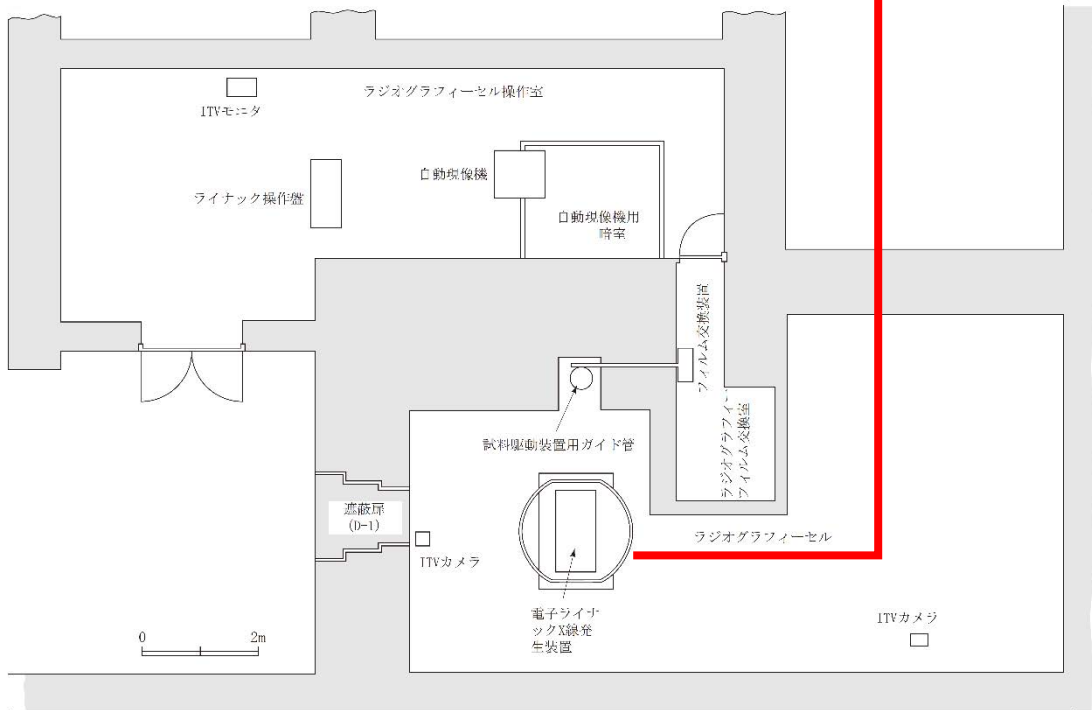 ラジオグラフィーセル操作室
ITVモニタ
自動現像機
ライナック操作盤
自動現像機用
暗室
フィルム交換装置
試料駆動装置用ガイド管
ラジオグラフィー
フィルム交換室
遮蔽扉
(D-1)
ITVカメラ
ラジオグラフィーセル
電子ライナ
ックX線発
生装置
ITVカメラ
0
2m